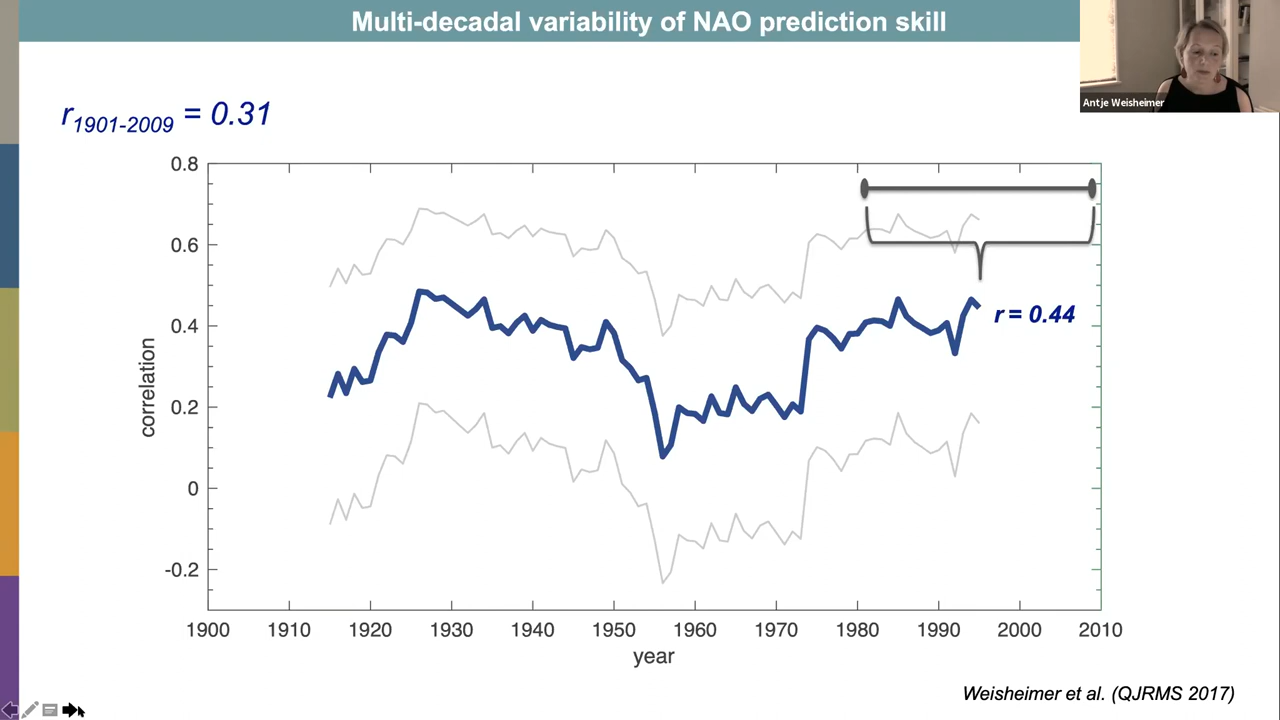 Multi-decadal variability of NAO prediction skill
Antje Weisheimer
r1901-2009 = 0.31
0.8
0.6
0.4
0.2
0
-0.2
correlation
r = 0.44
1900 1910 1920 1930 1940 1950 1960 1970 1980 1990 2000 2010
year
Weisheimer et al. (QJRMS 2017)